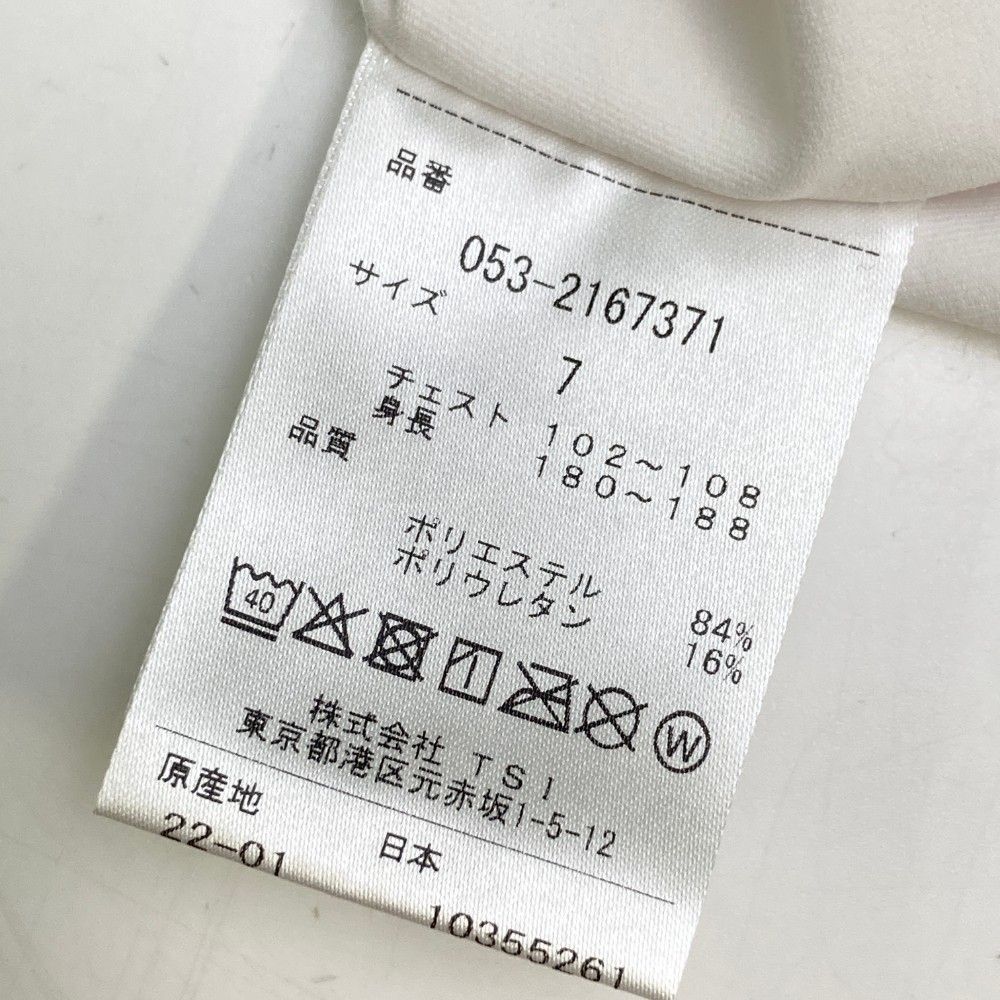 品番
053-2167371
サイズ
7
チェスト 102～108
身長 180～188
品質
ポリエステル 84%
ポリウレタン 16%
40
W
株式会社 TSI
東京都港区元赤坂1-5-12
原産地 日本
22-01 10355261